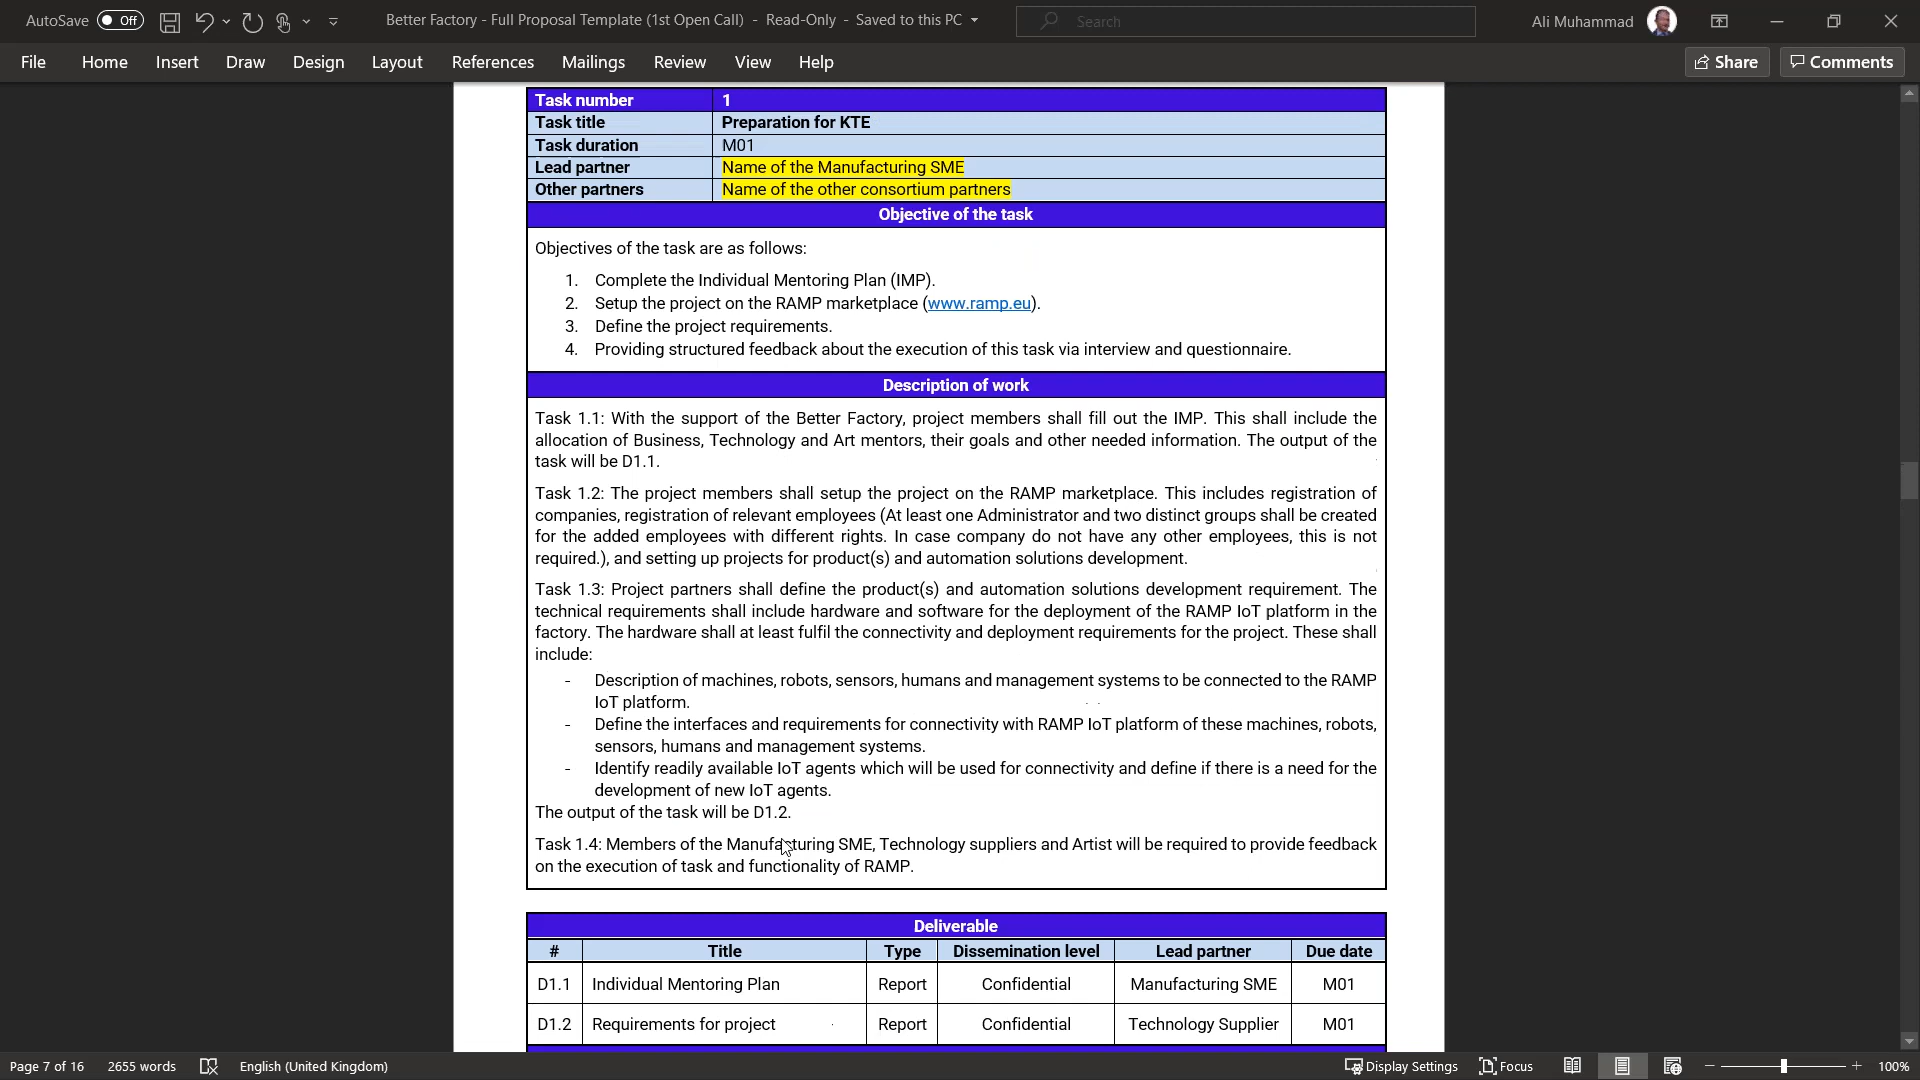 AutoSave Off Better Factory - Full Proposal Template (1st Open Call) - Read-Only - Saved to this PC Search Ali Muhammad
File Home Insert Draw Design Layout References Mailings Review View Help Share Comments
Task number 1
Task title Preparation for KTE
Task duration M01
Lead partner Name of the Manufacturing SME
Other partners Name of the other consortium partners
Objective of the task
Objectives of the task are as follows:
1. Complete the Individual Mentoring Plan (IMP).
2. Setup the project on the RAMP marketplace (www.ramp.eu).
3. Define the project requirements.
4. Providing structured feedback about the execution of this task via interview and questionnaire.
Description of work
Task 1.1: With the support of the Better Factory, project members shall fill out the IMP. This shall include the
allocation of Business, Technology and Art mentors, their goals and other needed information. The output of the
task will be D1.1.
Task 1.2: The project members shall setup the project on the RAMP marketplace. This includes registration of
companies, registration of relevant employees (At least one Administrator and two distinct groups shall be created
for the added employees with different rights. In case company do not have any other employees, this is not
required.), and setting up projects for product(s) and automation solutions development.
Task 1.3: Project partners shall define the product(s) and automation solutions development requirement. The
technical requirements shall include hardware and software for the deployment of the RAMP IoT platform in the
factory. The hardware shall at least fulfil the connectivity and deployment requirements for the project. These shall
include:
- Description of machines, robots, sensors, humans and management systems to be connected to the RAMP
IoT platform.
- Define the interfaces and requirements for connectivity with RAMP IoT platform of these machines, robots,
sensors, humans and management systems.
- Identify readily available IoT agents which will be used for connectivity and define if there is a need for the
development of new IoT agents.
The output of the task will be D1.2.
Task 1.4: Members of the Manufacturing SME, Technology suppliers and Artist will be required to provide feedback
on the execution of task and functionality of RAMP.
Deliverable
# Title Type Dissemination level Lead partner Due date
D1.1 Individual Mentoring Plan Report Confidential Manufacturing SME M01
D1.2 Requirements for project Report Confidential Technology Supplier M01
Page 7 of 16 2655 words English (United Kingdom) Display Settings Focus 100%